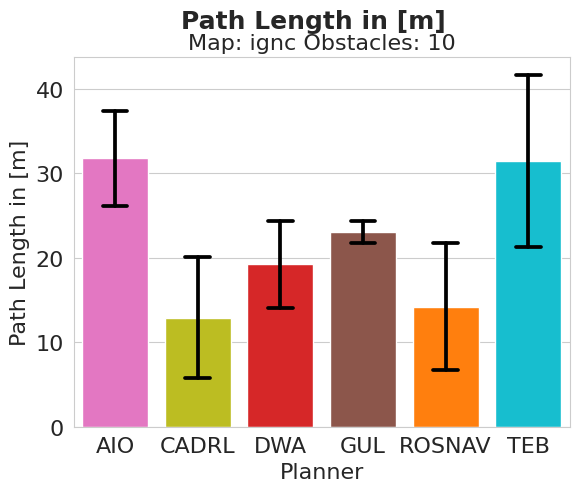 Path Length in [m]
Map: ignc Obstacles: 10
Path Length in [m]
40
30
20
10
0
AIO CADRL DWA GUL ROSNAV TEB
Planner